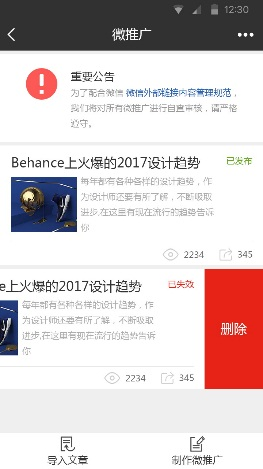 12:30
微推广
重要公告
为了配合微信 微信外部链接内容管理规范，
我们将对所有微推广进行自查审核，请严格
遵守。
Behance上火爆的2017设计趋势
已发布
每年都有各种各样的设计趋势，作
为设计师还要有所了解，不断吸取
进步,在这里有现在流行的趋势告诉
你
2234
345
e上火爆的2017设计趋势
已失效
每年都有各种各样的设计趋势，作
为设计师还要有所了解，不断吸取
进步,在这里有现在流行的趋势告诉
你
2234
345
删除
导入文章
制作微推广